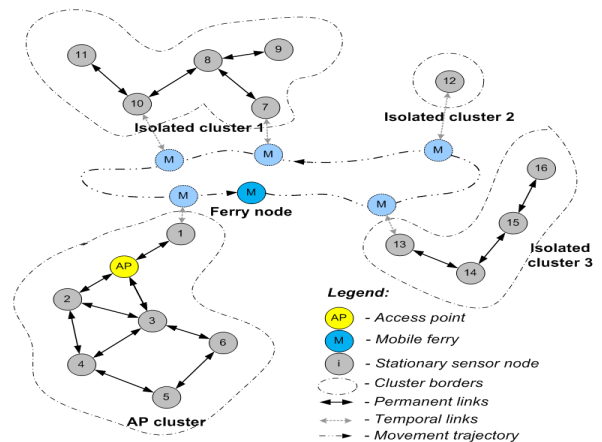 9
8
11
12
10
7
Isolated cluster 1
Isolated cluster 2
M
M
M
16
M
M
M
Ferry node
15
1
13
Isolated
cluster 3
14
AP
Legend:
2
3
AP - Access point
6
M - Mobile ferry
4
i - Stationary sensor node
- Cluster borders
5
- Permanent links
AP cluster
- Temporal links
- Movement trajectory